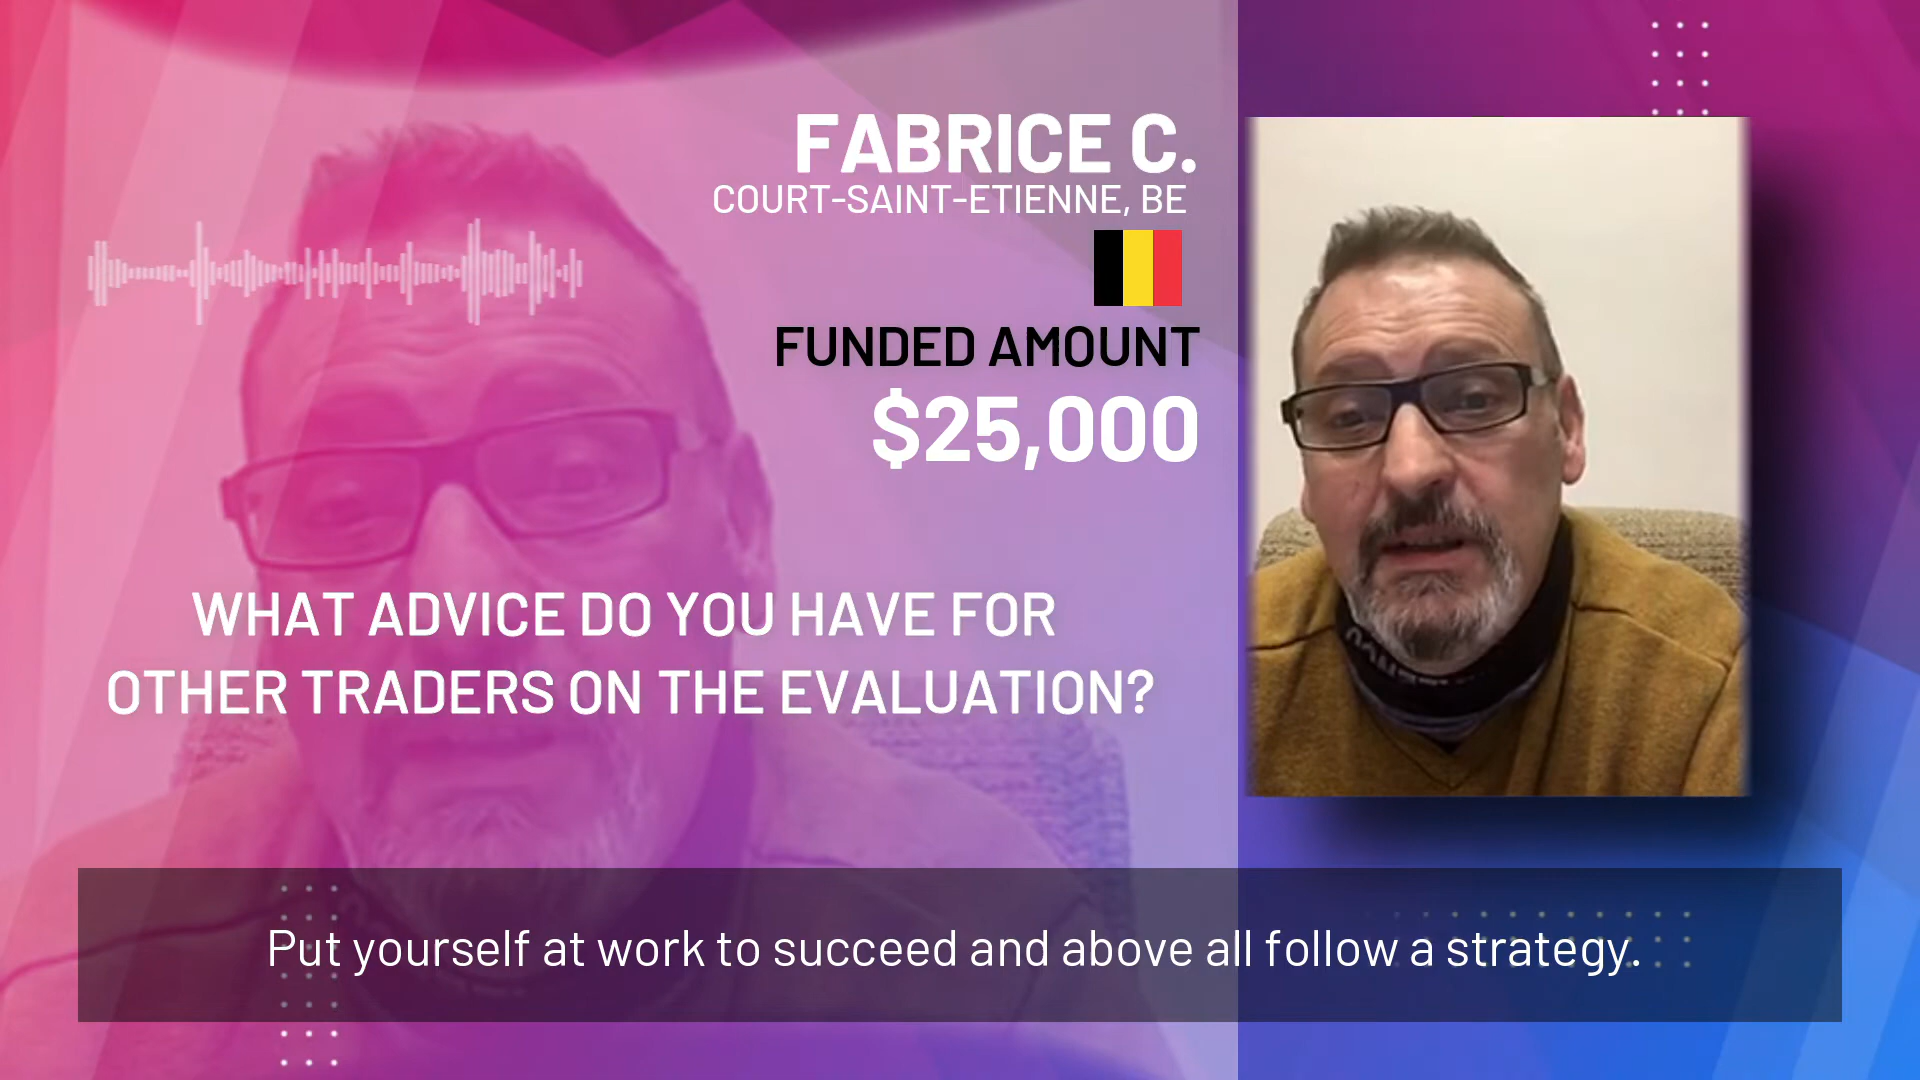 FABRICE C.
COURT-SAINT-ETIENNE, BE
FUNDED AMOUNT
$25,000
WHAT ADVICE DO YOU HAVE FOR
OTHER TRADERS ON THE EVALUATION?
Put yourself at work to succeed and above all follow a strategy.